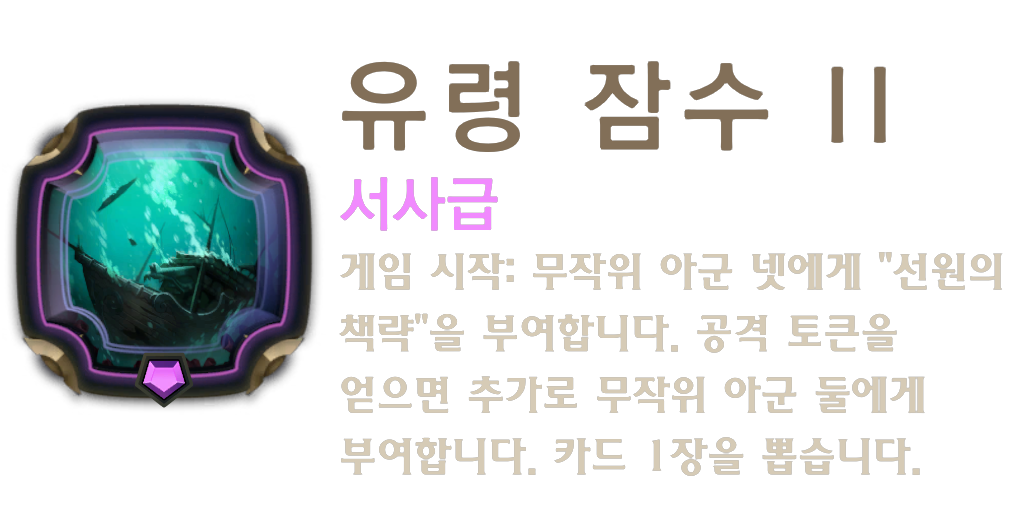 유령 잠수 II
서사급
게임 시작: 무작위 아군 넷에게 "선원의
책략"을 부여합니다. 공격 토큰을
얻으면 추가로 무작위 아군 둘에게
부여합니다. 카드 1장을 뽑습니다.